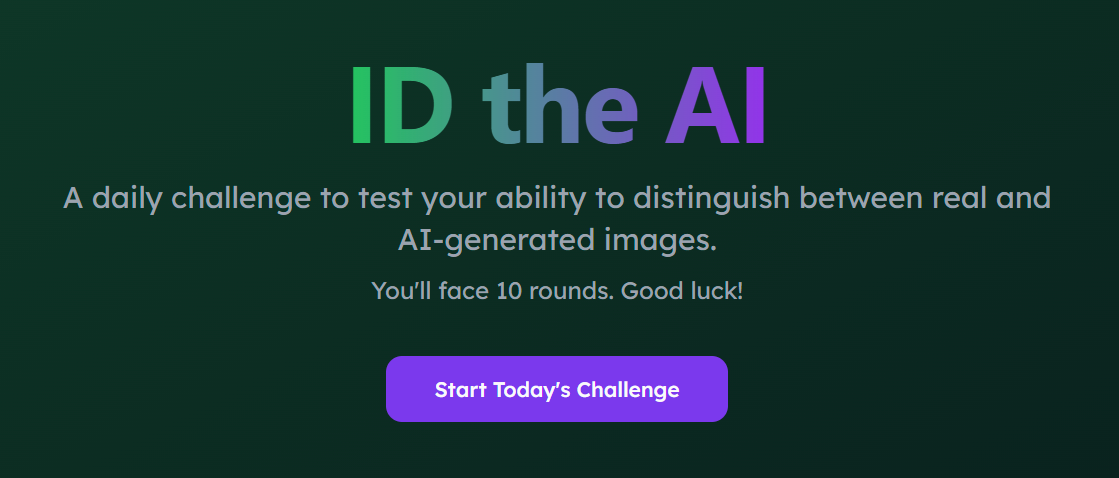 ID the AI
A daily challenge to test your ability to distinguish between real and
AI-generated images.
You'll face 10 rounds. Good luck!
Start Today's Challenge